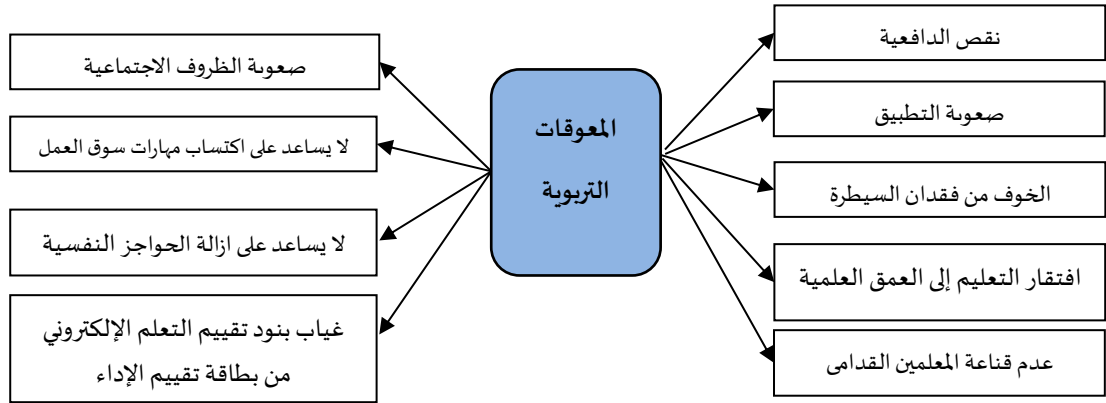 المعوقات
التربوية
نقص الدافعية
صعوبة التطبيق
الخوف من فقدان السيطرة
افتقار التعليم إلى العمق العلمية
عدم قناعة المعلمين القدامى
صعوبة الظروف الاجتماعية
لا يساعد على اكتساب مهارات سوق العمل
لا يساعد على ازالة الحواجز النفسية
غياب بنود تقييم التعلم الإلكتروني
من بطاقة تقييم الإداء